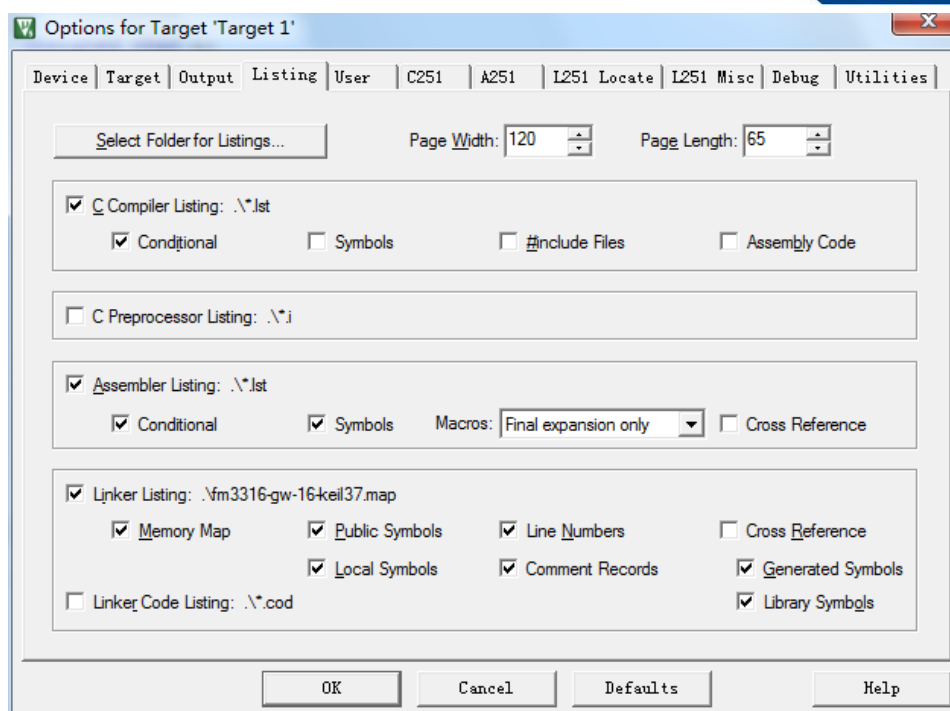 Options for Target 'Target 1'
Device Target Output Listing User C251 A251 L251 Locate L251 Misc Debug Utilities
Select Folder for Listings... Page Width: 120 Page Length: 65
C Compiler Listing: .\*.lst
Conditional Symbols #include Files Assembly Code
C Preprocessor Listing: .\*.i
Assembler Listing: .\*.lst
Conditional Symbols Macros: Final expansion only Cross Reference
Linker Listing: .\fm3316-gw-16-keil37.map
Memory Map Public Symbols Line Numbers Cross Reference
Local Symbols Comment Records Generated Symbols
Linker Code Listing: .\*.cod Library Symbols
OK Cancel Defaults Help